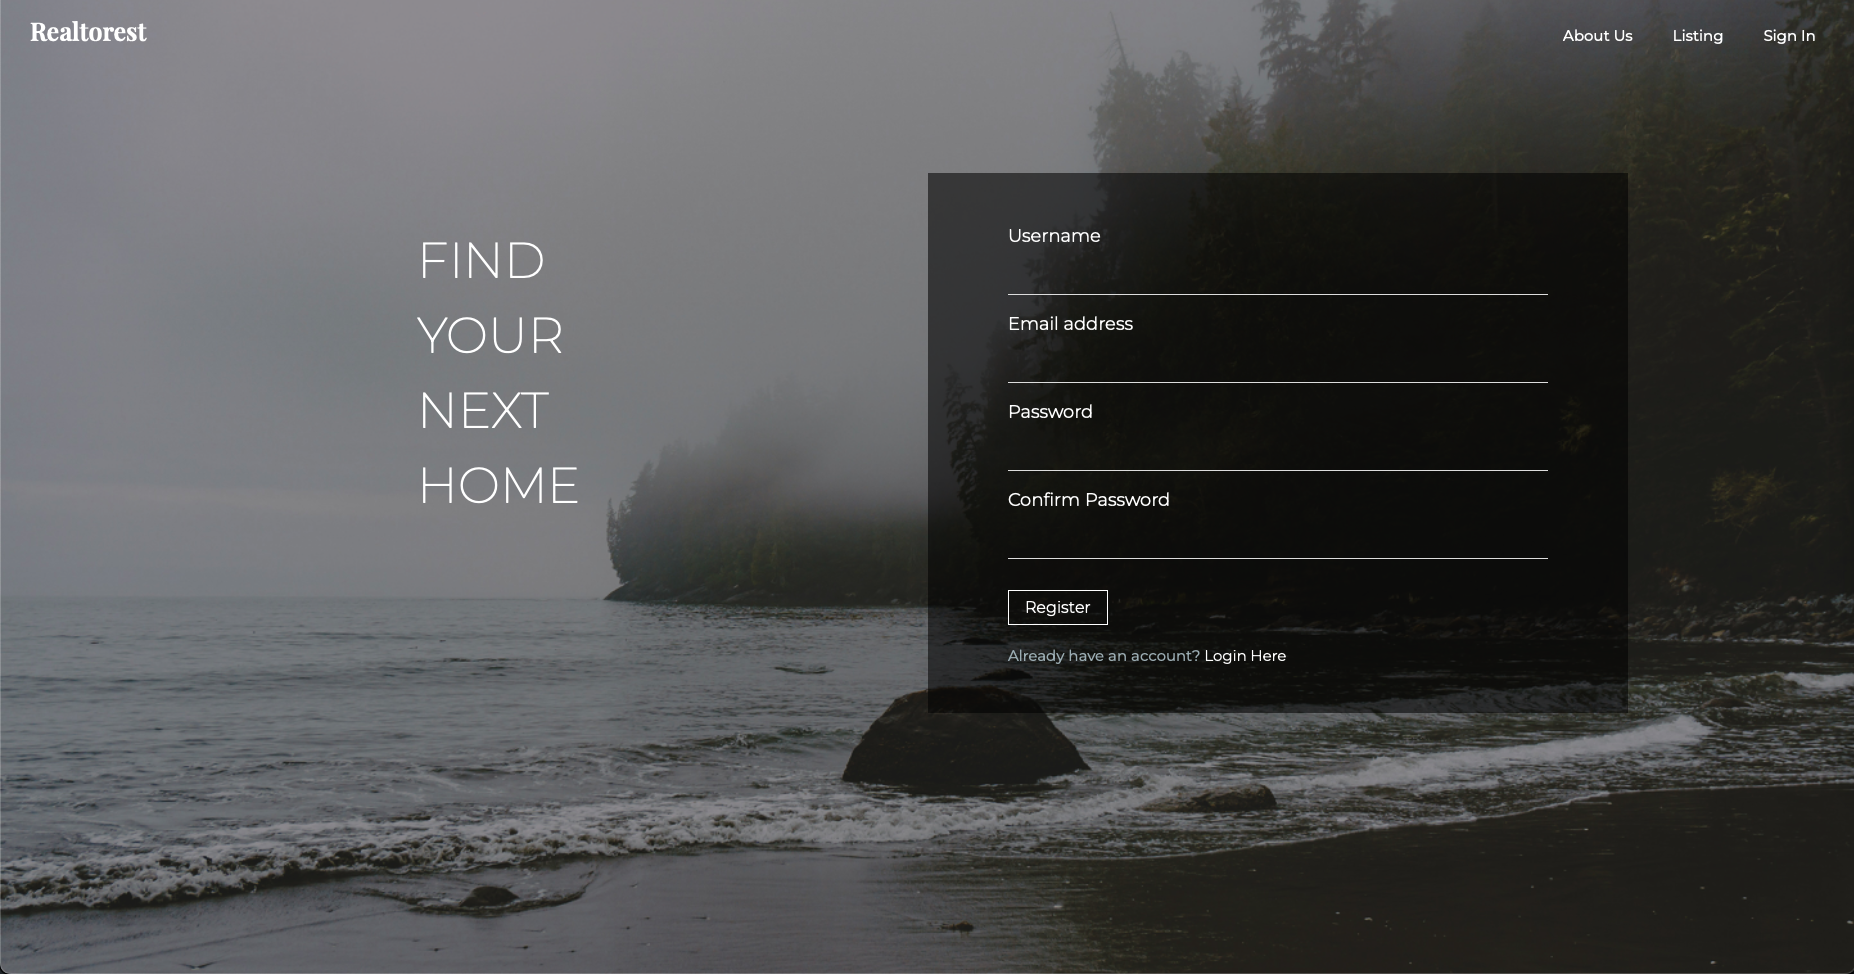 Realtorest
About Us
Listing
Sign In
FIND
YOUR
NEXT
HOME
Username
Email address
Password
Confirm Password
Register
Already have an account? Login Here